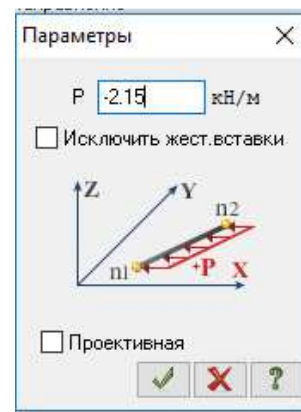 Параметры
P -2.15 кН/м
Исключить жест.вставки
Z Y
n2
n1 +P X
Проективная
?